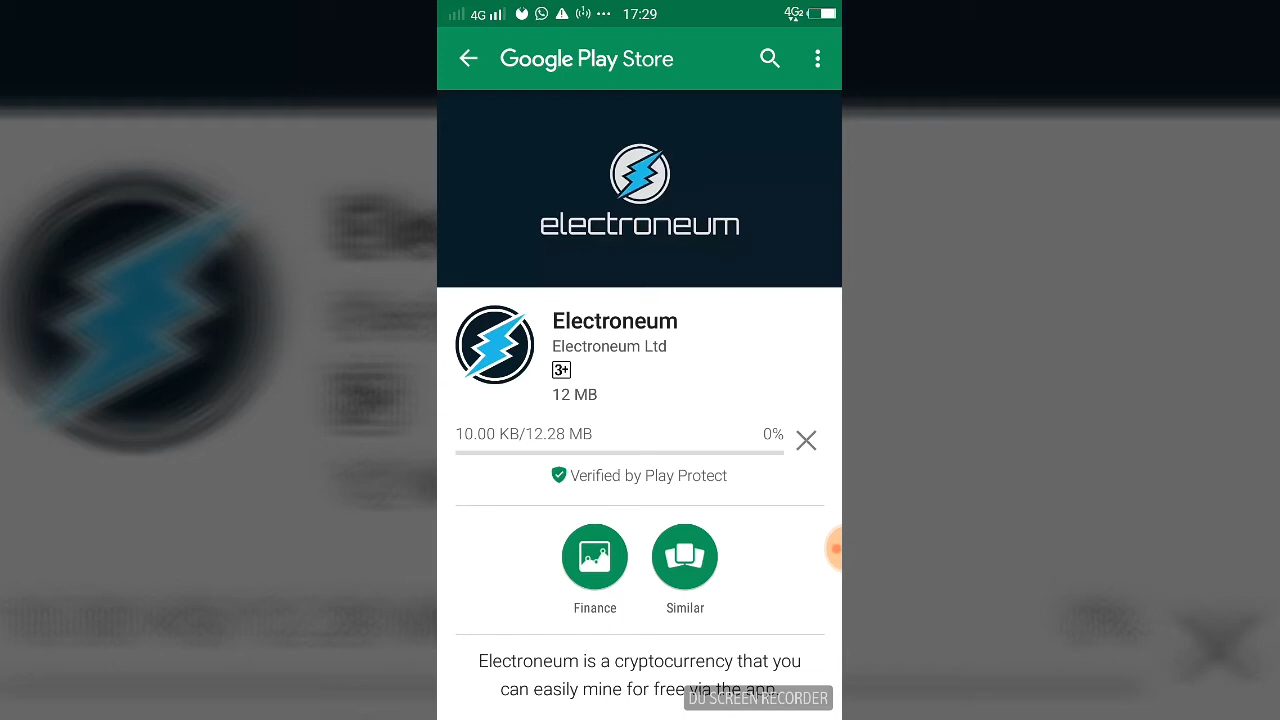 4G 17:29 4G2
Google Play Store
electroneum
Electroneum
Electroneum Ltd
3+
12 MB
10.00 KB/12.28 MB 0%
Verified by Play Protect
Finance Similar
Electroneum is a cryptocurrency that you
can easily mine for free via the app.
DU SCREEN RECORDER